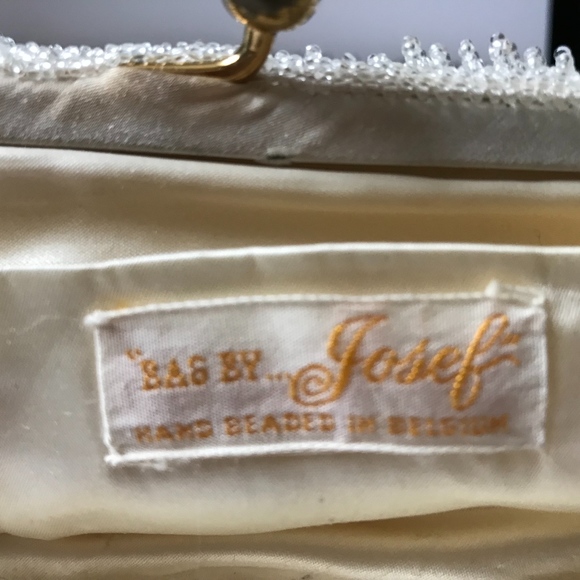 "BAG BY... Josef"
HAND BEADED IN BELGIUM